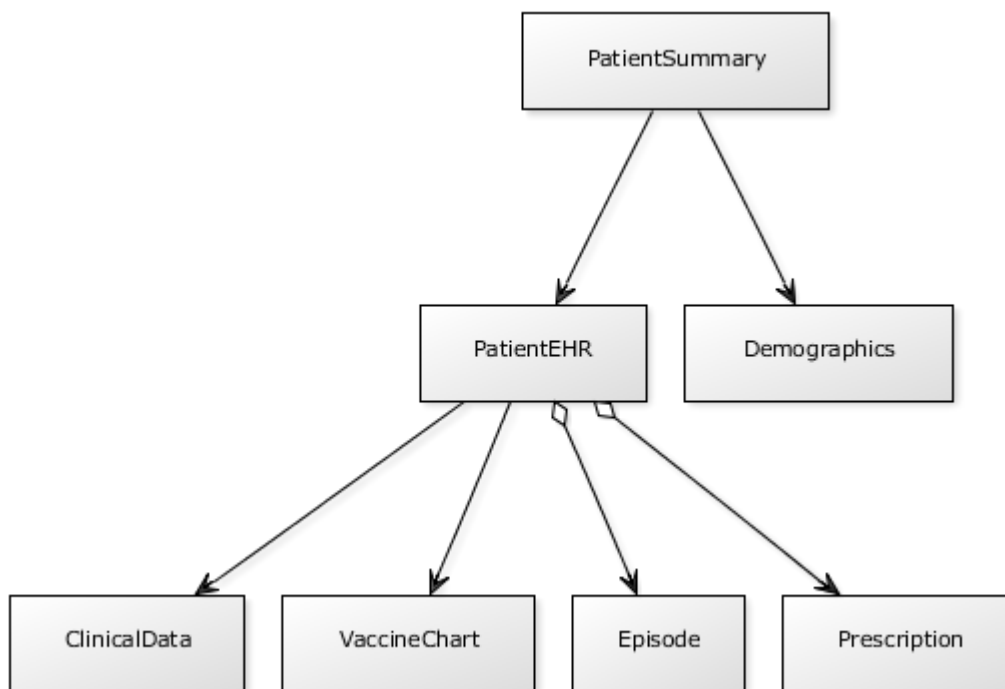 PatientSummary
PatientEHR
Demographics
ClinicalData
VaccineChart
Episode
Prescription